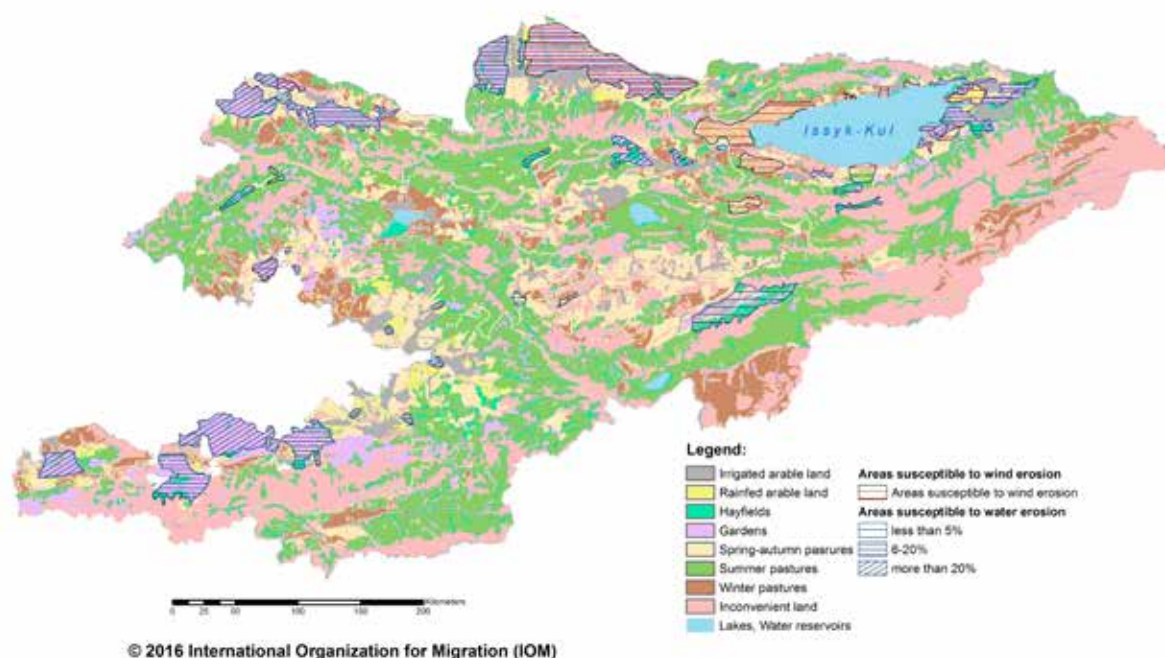 Issyk-Kul
Legend:
Irrigated arable land
Rainfed arable land
Hayfields
Gardens
Spring-autumn pasrures
Summer pastures
Winter pastures
Inconvenient land
Lakes, Water reservoirs
Areas susceptible to wind erosion
Areas susceptible to wind erosion
Areas susceptible to water erosion
less than 5%
6-20%
more than 20%
Kilometers
0 25 50 100 150 200
© 2016 International Organization for Migration (IOM)